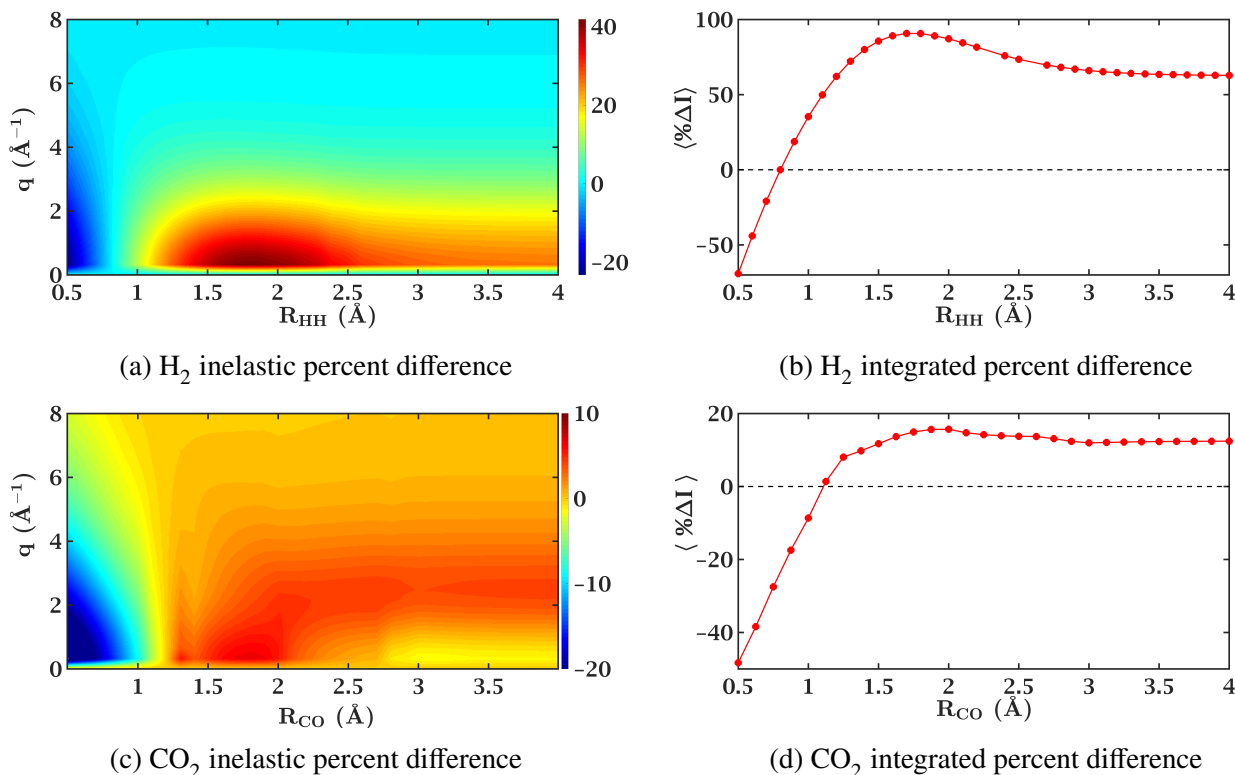 8
6
4
2
0
q (Å⁻¹)
0.5 1 1.5 2 2.5 3 3.5 4
R_HH (Å)
40
20
0
−20
(a) H₂ inelastic percent difference
100
50
0
−50
⟨%ΔI⟩
0.5 1 1.5 2 2.5 3 3.5 4
R_HH (Å)
(b) H₂ integrated percent difference
8
6
4
2
0
q (Å⁻¹)
1 1.5 2 2.5 3 3.5
R_CO (Å)
10
0
−10
−20
(c) CO₂ inelastic percent difference
20
0
−20
−40
⟨ %ΔI ⟩
0.5 1 1.5 2 2.5 3 3.5 4
R_CO (Å)
(d) CO₂ integrated percent difference